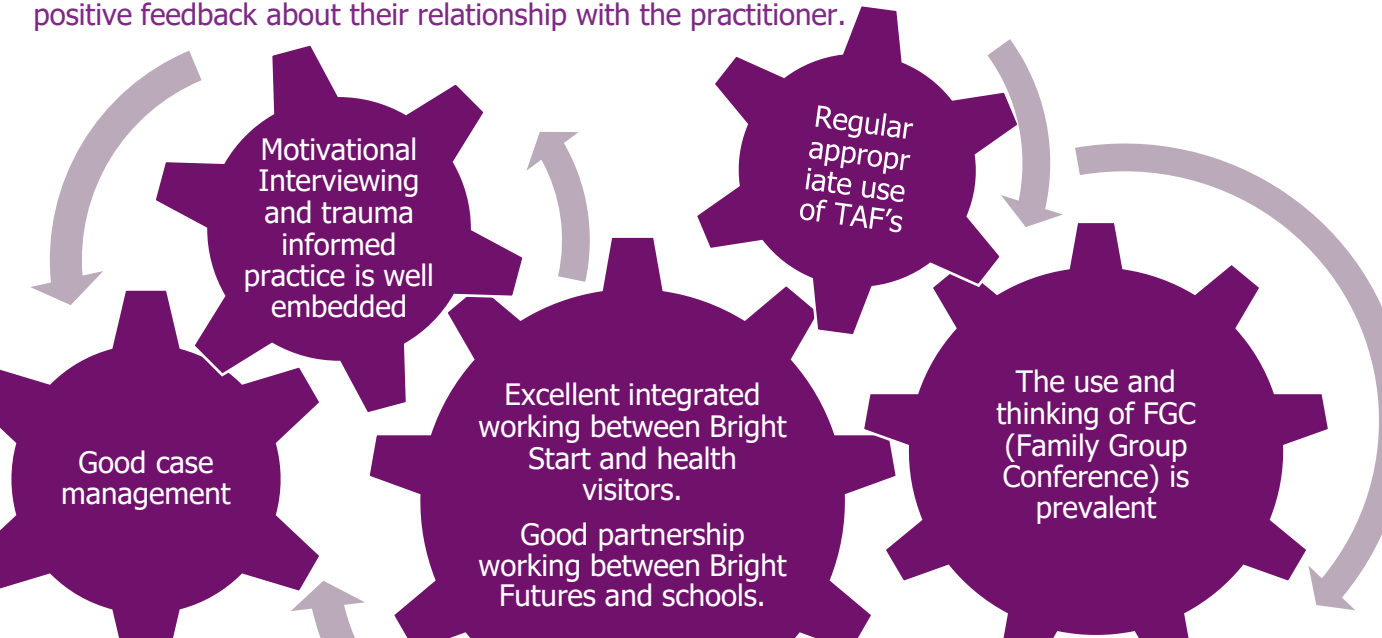 positive feedback about their relationship with the practitioner.
Motivational
Interviewing
and trauma
informed
practice is well
embedded
Regular
appropr
iate use
of TAF's
Good case
management
Excellent integrated
working between Bright
Start and health
visitors.
Good partnership
working between Bright
Futures and schools.
The use and
thinking of FGC
(Family Group
Conference) is
prevalent